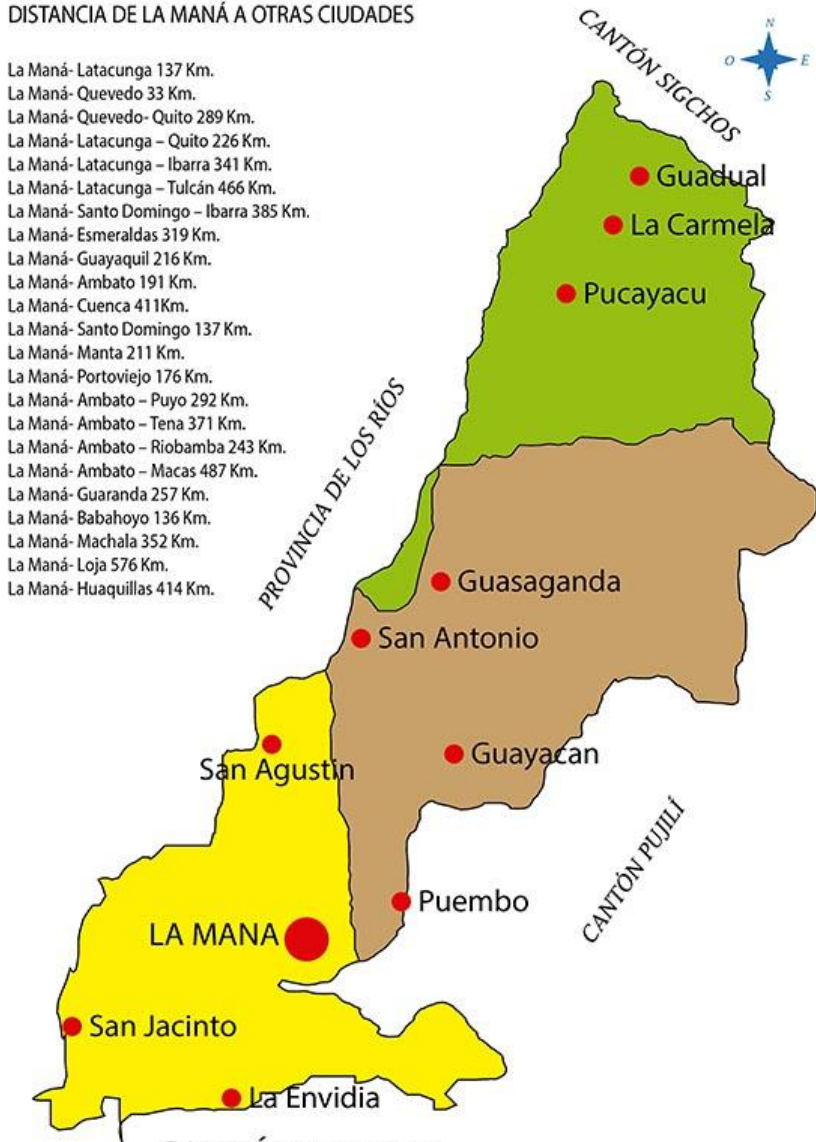 DISTANCIA DE LA MANÁ A OTRAS CIUDADES
La Maná- Latacunga 137 Km.
La Maná- Quevedo 33 Km.
La Maná- Quevedo- Quito 289 Km.
La Maná- Latacunga – Quito 226 Km.
La Maná- Latacunga – Ibarra 341 Km.
La Maná- Latacunga – Tulcán 466 Km.
La Maná- Santo Domingo – Ibarra 385 Km.
La Maná- Esmeraldas 319 Km.
La Maná- Guayaquil 216 Km.
La Maná- Ambato 191 Km.
La Maná- Cuenca 411Km.
La Maná- Santo Domingo 137 Km.
La Maná- Manta 211 Km.
La Maná- Portoviejo 176 Km.
La Maná- Ambato – Puyo 292 Km.
La Maná- Ambato – Tena 371 Km.
La Maná- Ambato – Riobamba 243 Km.
La Maná- Ambato – Macas 487 Km.
La Maná- Guaranda 257 Km.
La Maná- Babahoyo 136 Km.
La Maná- Machala 352 Km.
La Maná- Loja 576 Km.
La Maná- Huaquillas 414 Km.
CANTÓN SIGCHOS
N
O
E
S
Guadual
La Carmela
Pucayacu
PROVINCIA DE LOS RÍOS
Guasaganda
San Antonio
San Agustin
Guayacan
CANTÓN PUJILÍ
Puembo
LA MANA
San Jacinto
La Envidia